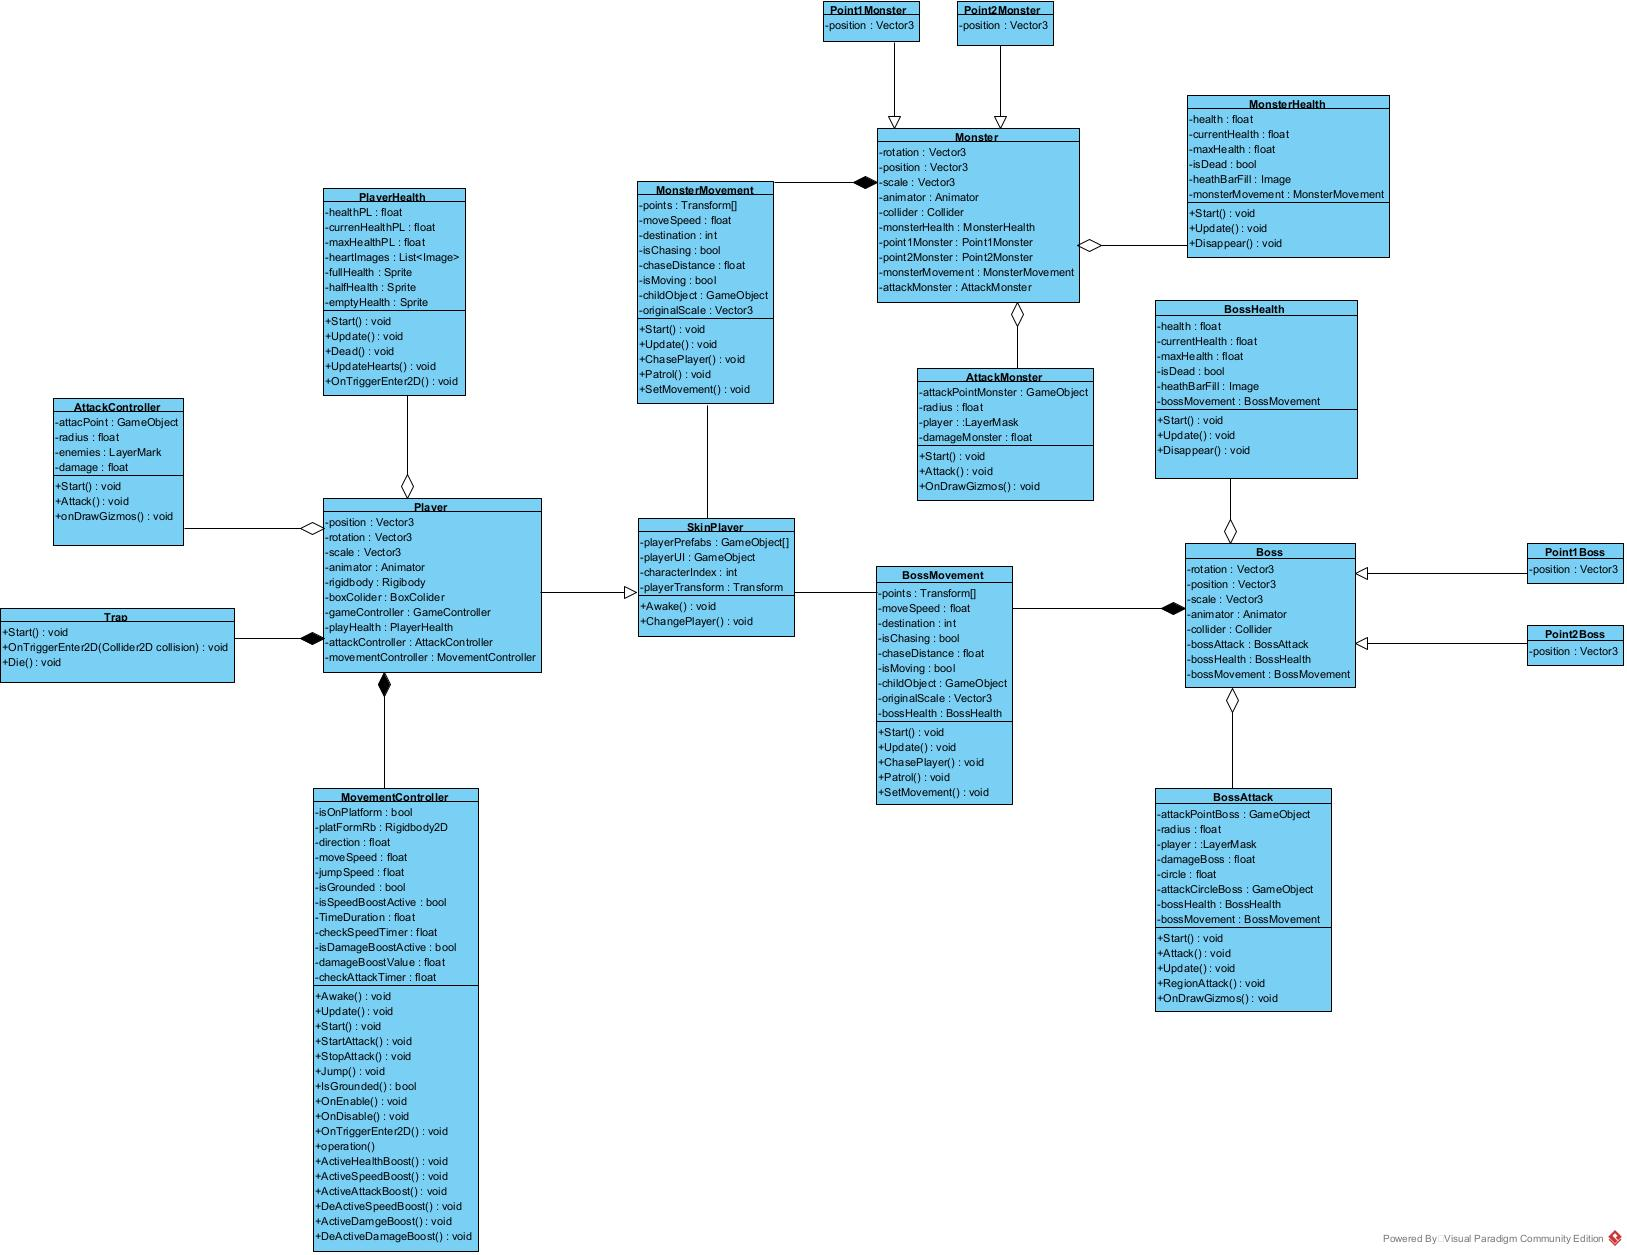 Point1Monster
-position : Vector3
Point2Monster
-position : Vector3
Monster
-rotation : Vector3
-position : Vector3
-scale : Vector3
-animator : Animator
-collider : Collider
-monsterHealth : MonsterHealth
-point1Monster : Point1Monster
-point2Monster : Point2Monster
-monsterMovement : MonsterMovement
-attackMonster : AttackMonster
MonsterHealth
-health : float
-currentHealth : float
-maxHealth : float
-isDead : bool
-heathBarFill : Image
-monsterMovement : MonsterMovement
+Start() : void
+Update() : void
+Disappear() : void
MonsterMovement
-points : Transform[]
-moveSpeed : float
-destination : int
-isChasing : bool
-chaseDistance : float
-isMoving : bool
-childObject : GameObject
-originalScale : Vector3
+Start() : void
+Update() : void
+ChasePlayer() : void
+Patrol() : void
+SetMovement() : void
PlayerHealth
-healthPL : float
-currenHealthPL : float
-maxHealthPL : float
-heartImages : List<Image>
-fullHealth : Sprite
-halfHealth : Sprite
-emptyHealth : Sprite
+Start() : void
+Update() : void
+Dead() : void
+UpdateHearts() : void
+OnTriggerEnter2D() : void
AttackController
-attacPoint : GameObject
-radius : float
-enemies : LayerMark
-damage : float
+Start() : void
+Attack() : void
+onDrawGizmos() : void
AttackMonster
-attackPointMonster : GameObject
-radius : float
-player : :LayerMask
-damageMonster : float
+Start() : void
+Attack() : void
+OnDrawGizmos() : void
BossHealth
-health : float
-currentHealth : float
-maxHealth : float
-isDead : bool
-heathBarFill : Image
-bossMovement : BossMovement
+Start() : void
+Update() : void
+Disappear() : void
Player
-position : Vector3
-rotation : Vector3
-scale : Vector3
-animator : Animator
-rigidbody : Rigibody
-boxColider : BoxColider
-gameController : GameController
-playHealth : PlayerHealth
-attackController : AttackController
-movementController : MovementController
SkinPlayer
-playerPrefabs : GameObject[]
-playerUI : GameObject
-characterIndex : int
-playerTransform : Transform
+Awake() : void
+ChangePlayer() : void
BossMovement
-points : Transform[]
-moveSpeed : float
-destination : int
-isChasing : bool
-chaseDistance : float
-isMoving : bool
-childObject : GameObject
-originalScale : Vector3
-bossHealth : BossHealth
+Start() : void
+Update() : void
+ChasePlayer() : void
+Patrol() : void
+SetMovement() : void
Boss
-rotation : Vector3
-position : Vector3
-scale : Vector3
-animator : Animator
-collider : Collider
-bossAttack : BossAttack
-bossHealth : BossHealth
-bossMovement : BossMovement
Point1Boss
-position : Vector3
Point2Boss
-position : Vector3
Trap
+Start() : void
+OnTriggerEnter2D(Collider2D collision) : void
+Die() : void
MovementController
-isOnPlatform : bool
-platFormRb : Rigidbody2D
-direction : float
-moveSpeed : float
-jumpSpeed : float
-isGrounded : bool
-isSpeedBoostActive : bool
-TimeDuration : float
-checkSpeedTimer : float
-isDamageBoostActive : bool
-damageBoostValue : float
-checkAttackTimer : float
+Awake() : void
+Update() : void
+Start() : void
+StartAttack() : void
+StopAttack() : void
+Jump() : void
+IsGrounded() : bool
+OnEnable() : void
+OnDisable() : void
+OnTriggerEnter2D() : void
+operation()
+ActiveHealthBoost() : void
+ActiveSpeedBoost() : void
+ActiveAttackBoost() : void
+DeActiveSpeedBoost() : void
+ActiveDamgeBoost() : void
+DeActiveDamageBoost() : void
BossAttack
-attackPointBoss : GameObject
-radius : float
-player : :LayerMask
-damageBoss : float
-circle : float
-attackCircleBoss : GameObject
-bossHealth : BossHealth
-bossMovement : BossMovement
+Start() : void
+Attack() : void
+Update() : void
+RegionAttack() : void
+OnDrawGizmos() : void
Powered By Visual Paradigm Community Edition